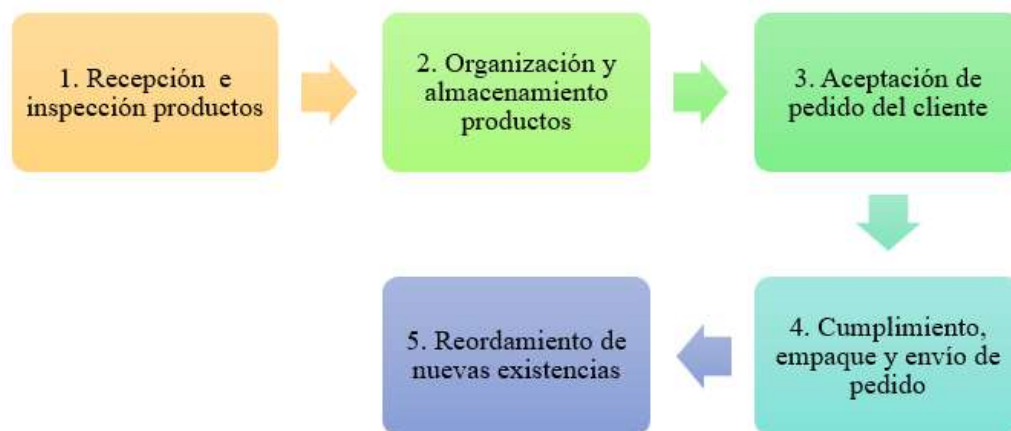 1. Recepción e
inspección productos
2. Organización y
almacenamiento
productos
3. Aceptación de
pedido del cliente
4. Cumplimiento,
empaque y envío de
pedido
5. Reordamiento de
nuevas existencias